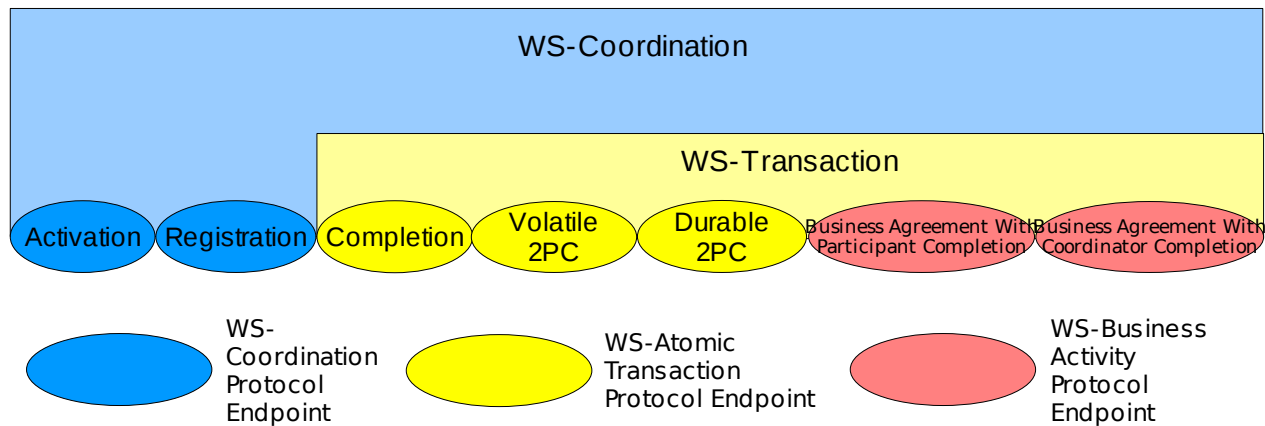 WS-Coordination
WS-Transaction
Activation
Registration
Completion
Volatile
2PC
Durable
2PC
Business Agreement With
Participant Completion
Business Agreement With
Coordinator Completion
WS-
Coordination
Protocol
Endpoint
WS-Atomic
Transaction
Protocol Endpoint
WS-Business
Activity
Protocol
Endpoint